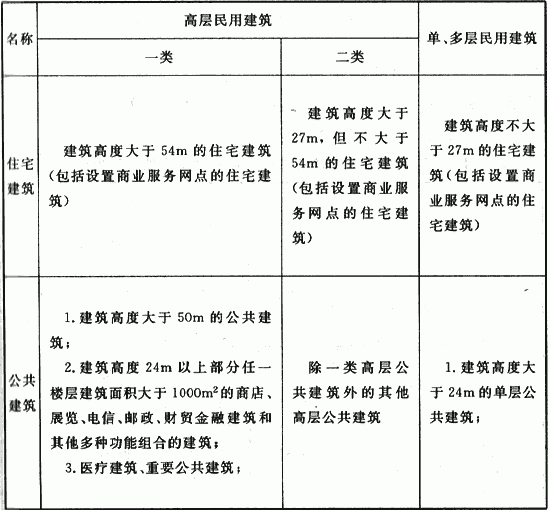 名称
高层民用建筑
单、多层民用建筑
一类
二类
住宅
建筑
建筑高度大于 54m 的住宅建筑
(包括设置商业服务网点的住宅建
筑)
建筑高度大于
27m，但不大于
54m 的住宅建筑
(包括设置商业服
务网点的住宅建
筑)
建筑高度不大
于 27m 的住宅建
筑(包括设置商
业服务网点的住
宅建筑)
公共
建筑
1. 建筑高度大于 50m 的公共建
筑；
2. 建筑高度 24m 以上部分任一
楼层建筑面积大于 1000m²的商店、
展览、电信、邮政、财贸金融建筑和
其他多种功能组合的建筑；
3. 医疗建筑、重要公共建筑；
除一类高层公
共建筑外的其他
高层公共建筑
1. 建筑高度大
于 24m 的单层公
共建筑；